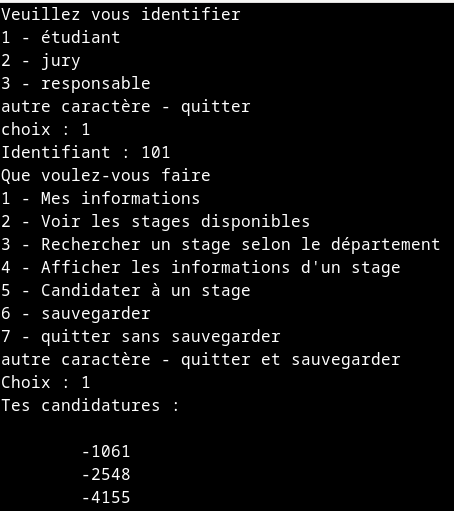 Veuillez vous identifier
1 - étudiant
2 - jury
3 - responsable
autre caractère - quitter
choix : 1
Identifiant : 101
Que voulez-vous faire
1 - Mes informations
2 - Voir les stages disponibles
3 - Rechercher un stage selon le département
4 - Afficher les informations d'un stage
5 - Candidater à un stage
6 - sauvegarder
7 - quitter sans sauvegarder
autre caractère - quitter et sauvegarder
Choix : 1
Tes candidatures :
-1061
-2548
-4155